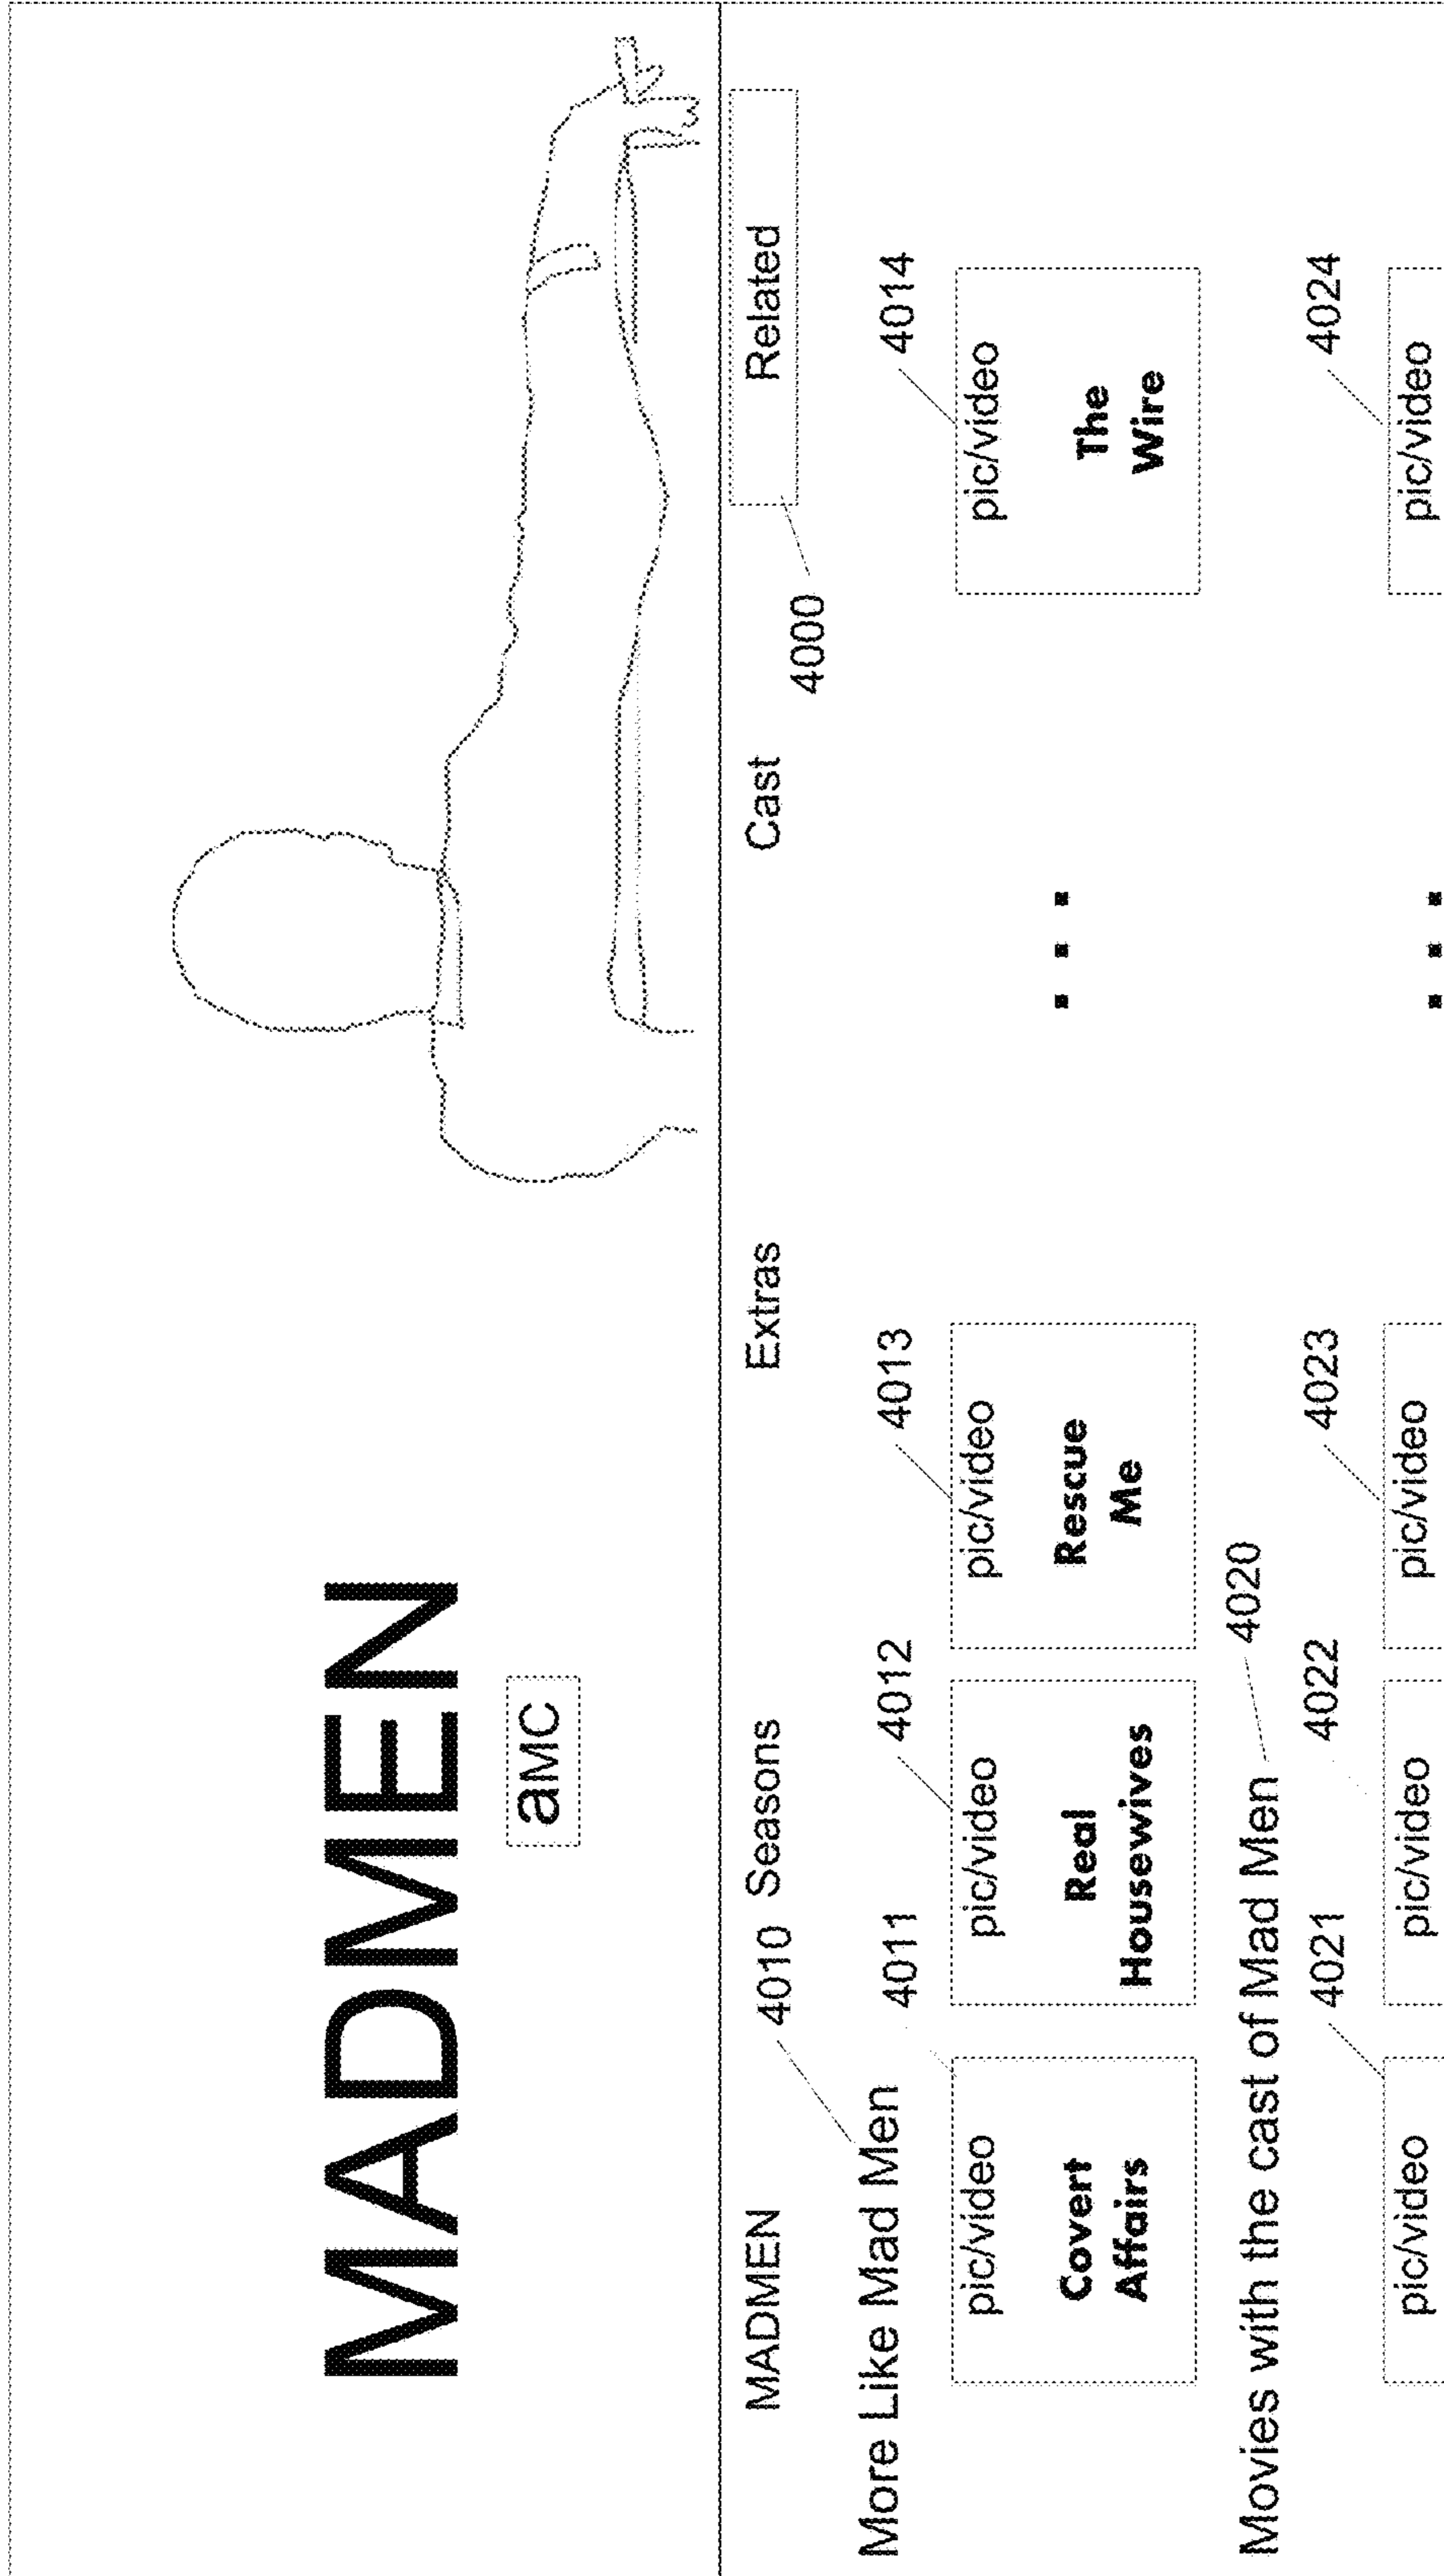 MADMEN
aMC
MADMEN Seasons Extras Cast Related
4010 4000
More Like Mad Men
4011 4012 4013 4014
pic/video pic/video pic/video pic/video
Covert Real Rescue The
Affairs Housewives Me Wire
4020
Movies with the cast of Mad Men
4021 4022 4023 4024
pic/video pic/video pic/video pic/video